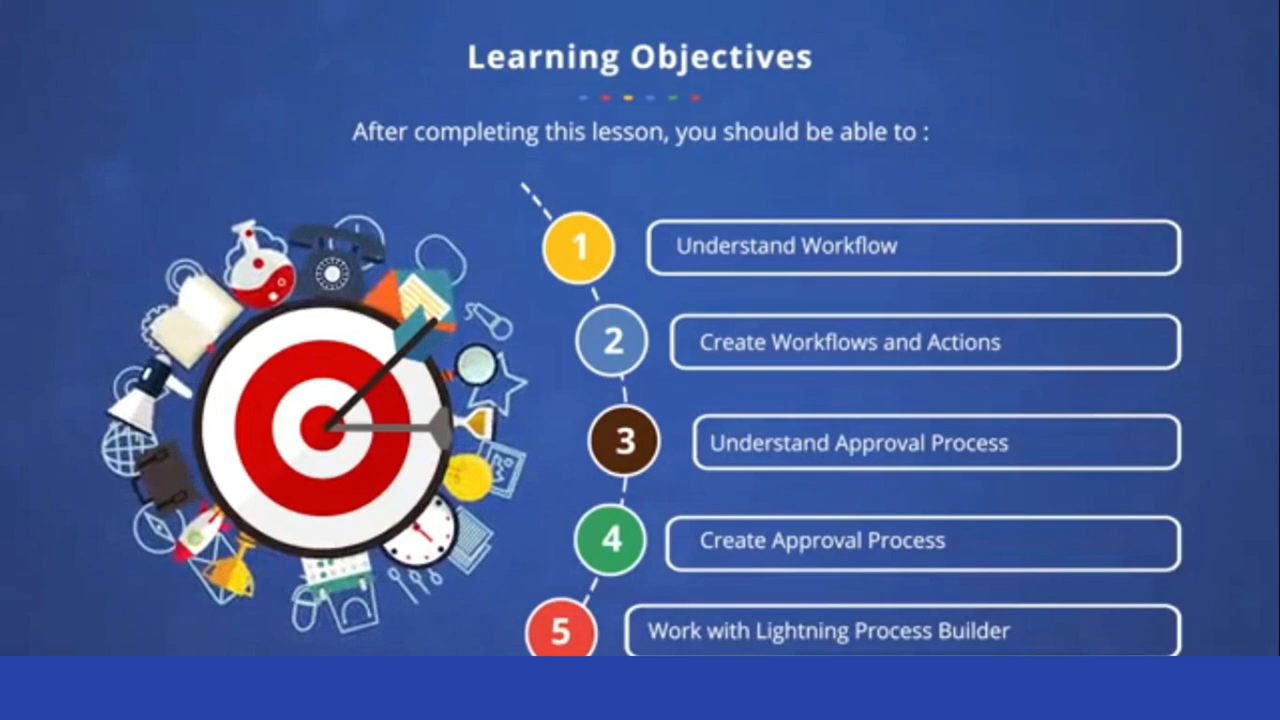 Learning Objectives
After completing this lesson, you should be able to :
1 Understand Workflow
2 Create Workflows and Actions
3 Understand Approval Process
4 Create Approval Process
5 Work with Lightning Process Builder